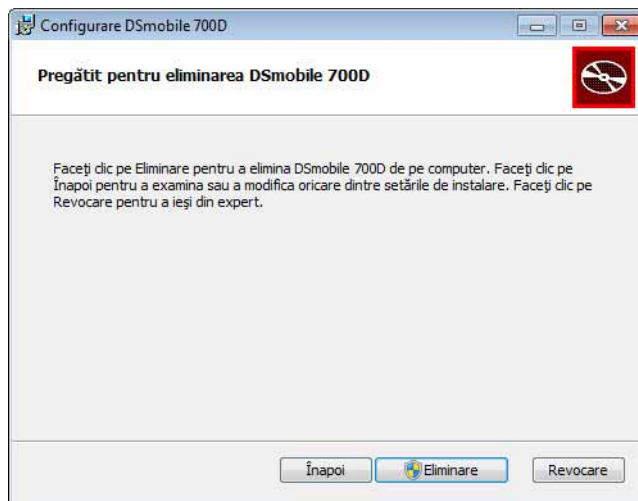 Configurare DSmobile 700D
Pregătit pentru eliminarea DSmobile 700D
Faceţi clic pe Eliminare pentru a elimina DSmobile 700D de pe computer. Faceţi clic pe
Înapoi pentru a examina sau a modifica oricare dintre setările de instalare. Faceţi clic pe
Revocare pentru a ieşi din expert.
Înapoi
Eliminare
Revocare